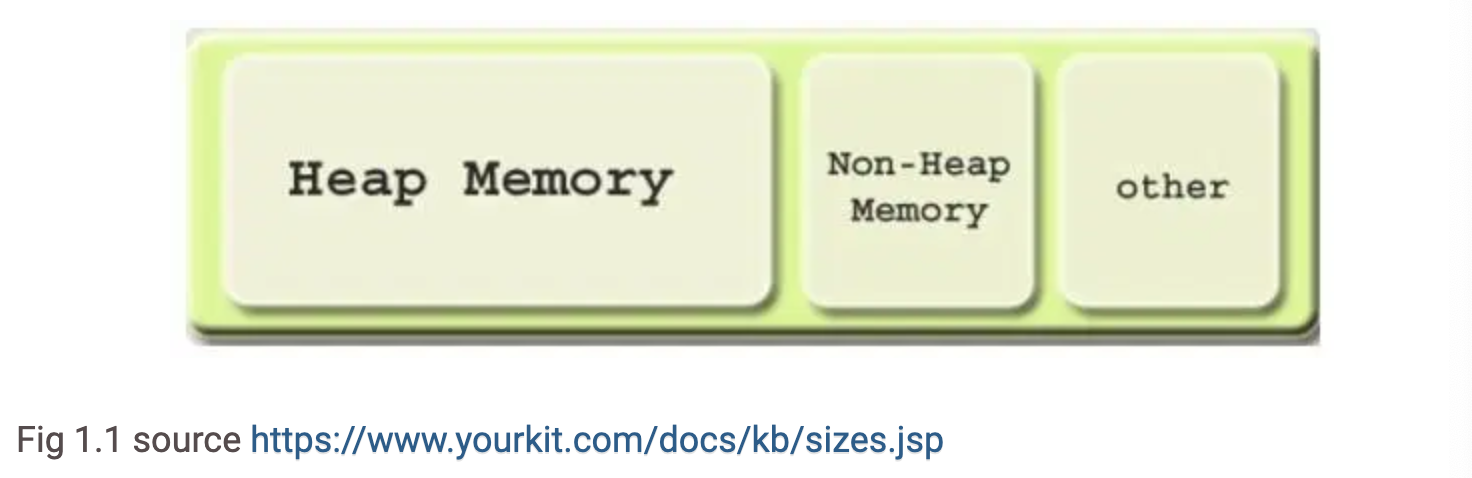 Heap Memory
Non-Heap
Memory
other
Fig 1.1 source https://www.yourkit.com/docs/kb/sizes.jsp